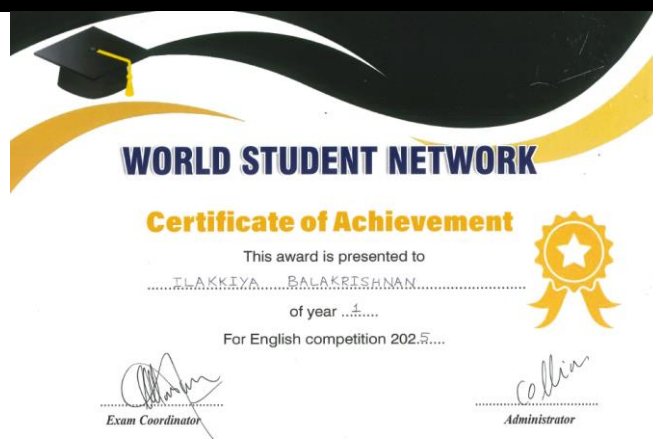 WORLD STUDENT NETWORK
Certificate of Achievement
This award is presented to
ILAKKIYA BALAKRISHNAN
of year 1
For English competition 2025
Collin
Exam Coordinator
Administrator